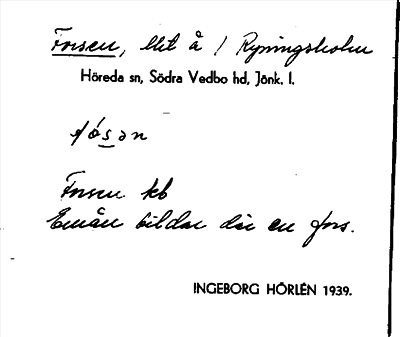 Forsen, litet å / Ryningsholm
Höreda sn, Södra Vedbo hd, Jönk. l.
fósən
Forsen kb
Emån bildar där en fors.
INGEBORG HÖRLÉN 1939.